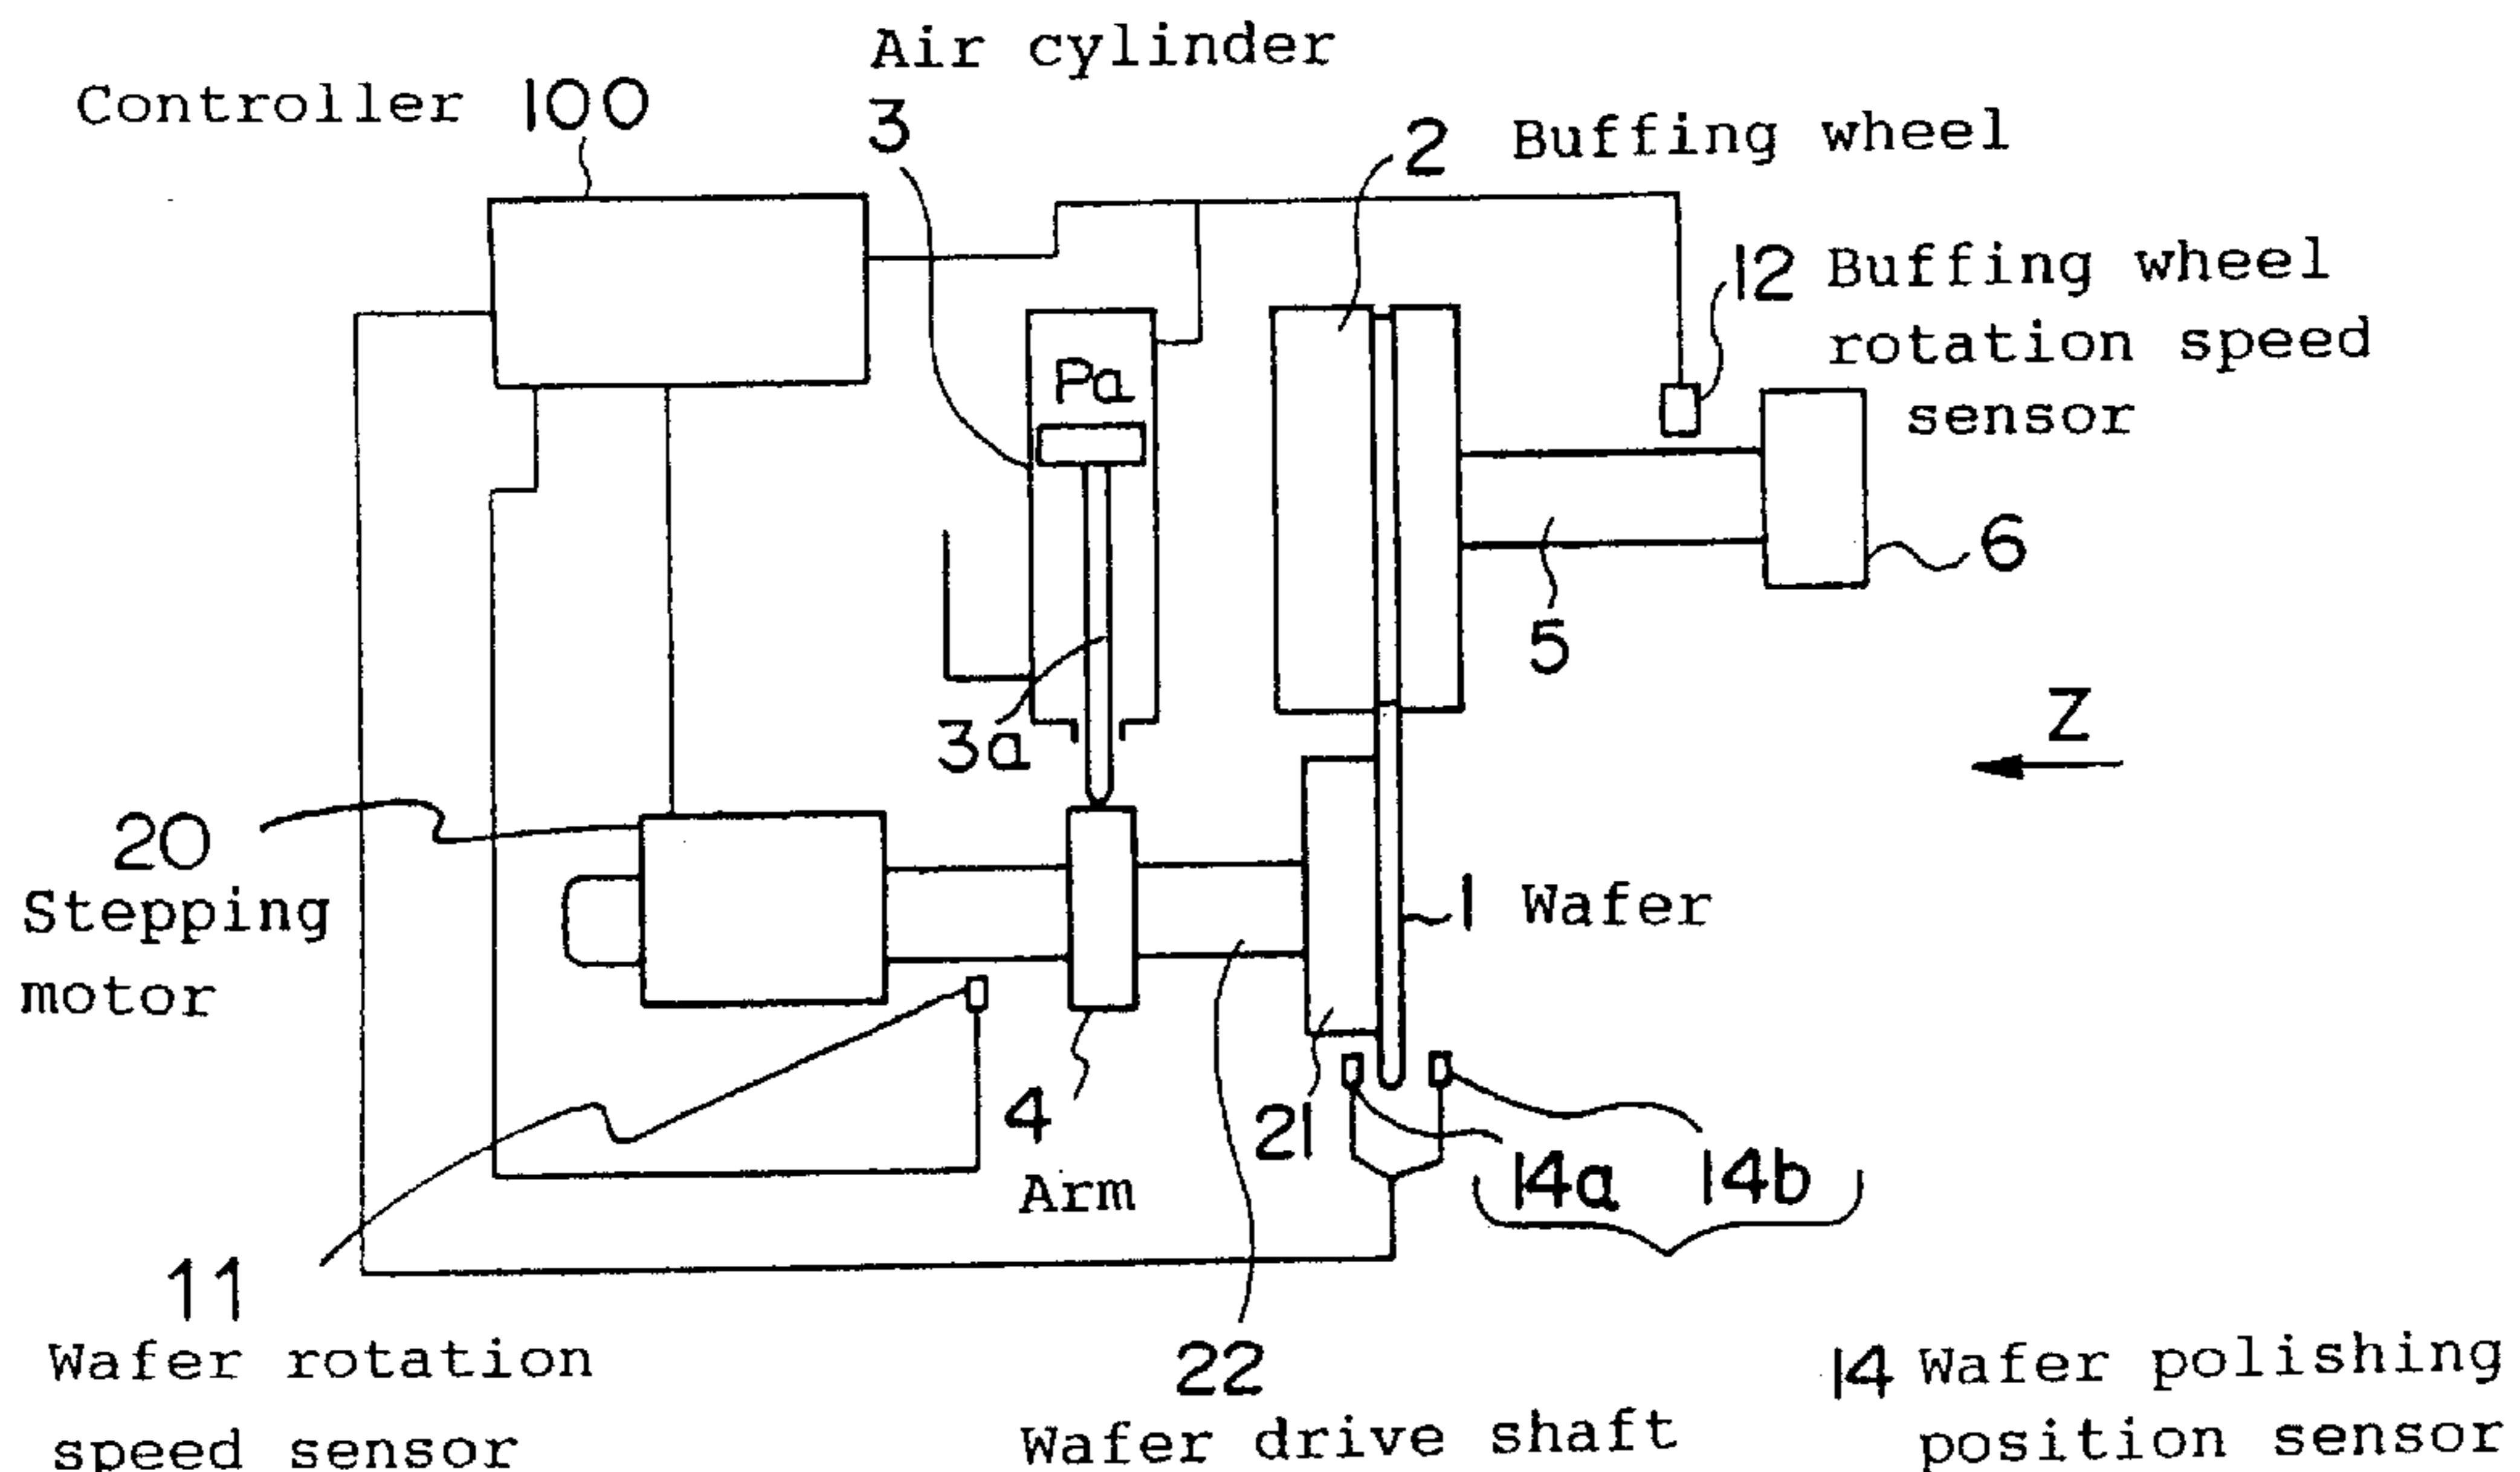 Air cylinder
3
Controller 100
2 Buffing wheel
12 Buffing wheel
rotation speed
sensor
Pa
6
5
3a
Z
20
Stepping
motor
1 Wafer
4
Arm
21
14a
14b
11
Wafer rotation
speed sensor
22
Wafer drive shaft
14 Wafer polishing
position sensor